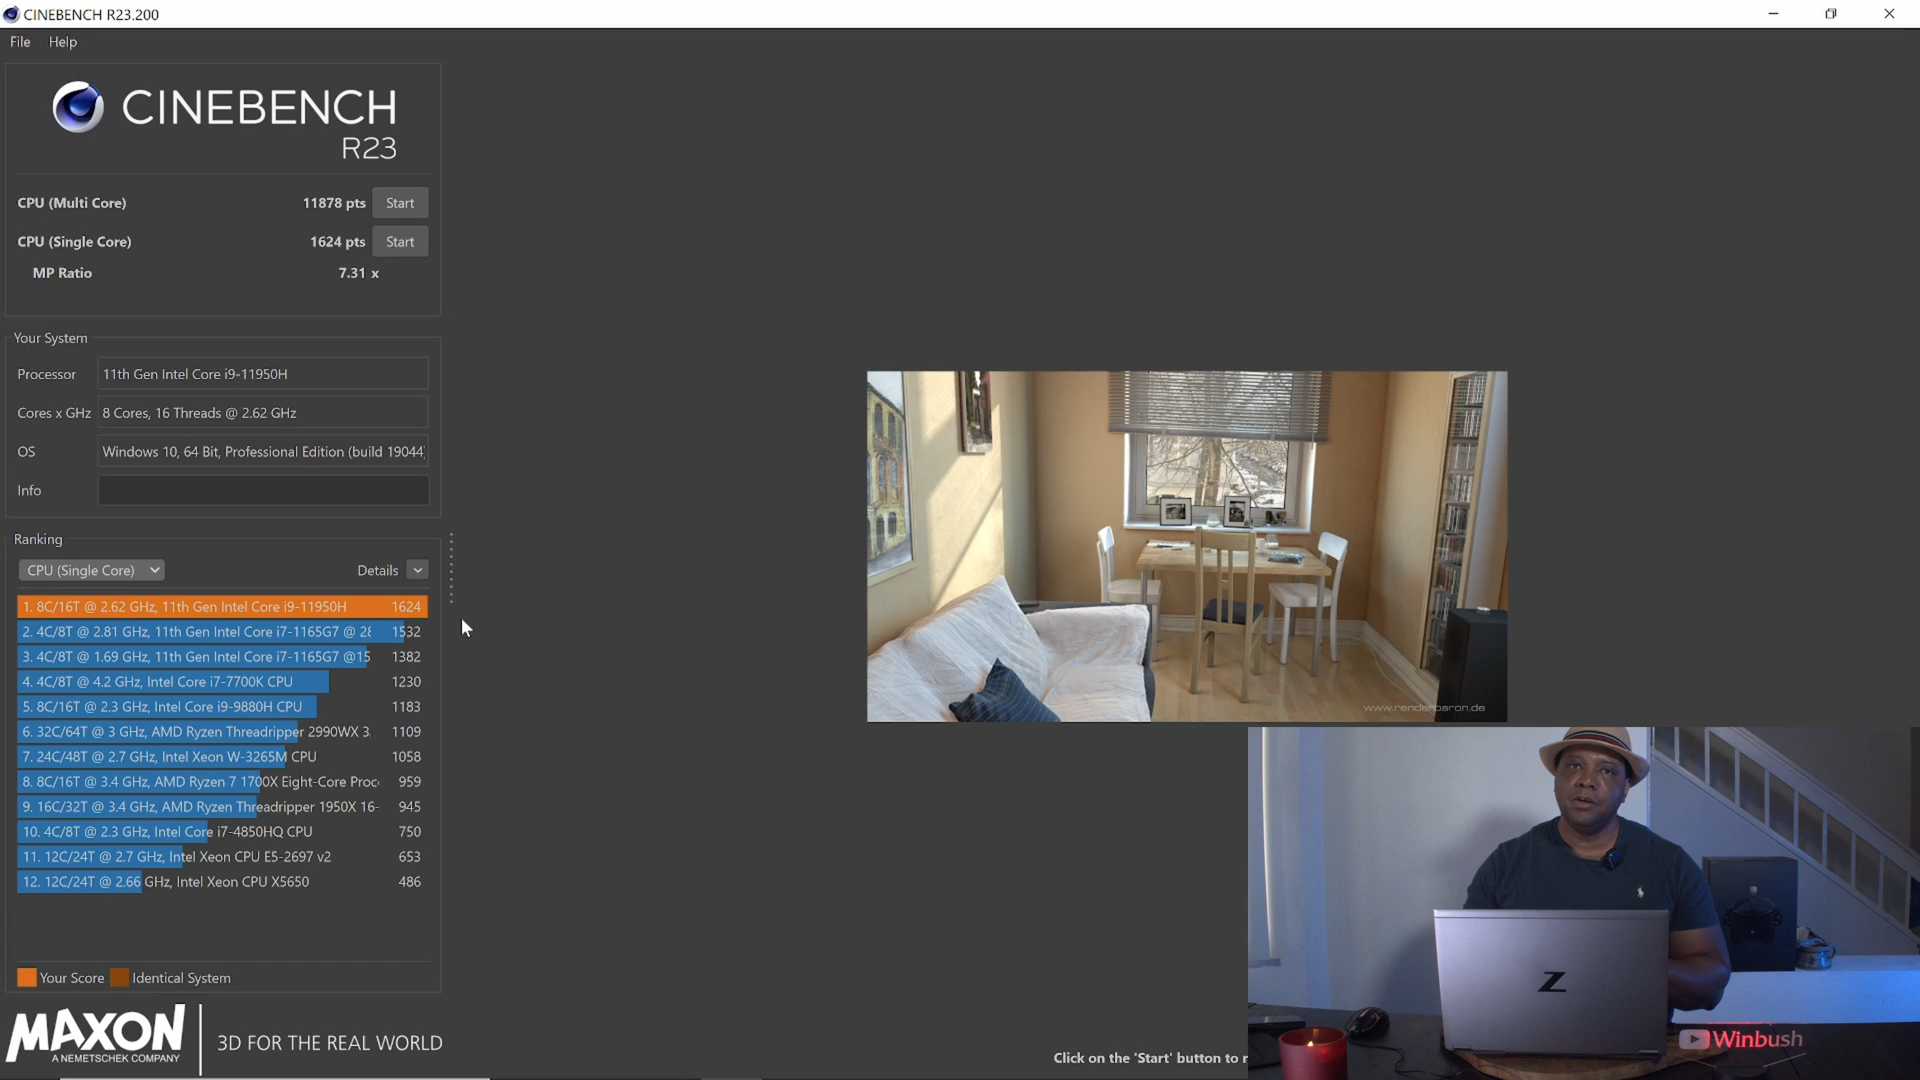 CINEBENCH R23.200
File Help
CINEBENCH
R23
CPU (Multi Core) 11878 pts Start
CPU (Single Core) 1624 pts Start
MP Ratio 7.31 x
Your System
Processor 11th Gen Intel Core i9-11950H
Cores x GHz 8 Cores, 16 Threads @ 2.62 GHz
OS Windows 10, 64 Bit, Professional Edition (build 19044)
Info
Ranking
CPU (Single Core) Details
1. 8C/16T @ 2.62 GHz, 11th Gen Intel Core i9-11950H 1624
2. 4C/8T @ 2.81 GHz, 11th Gen Intel Core i7-1165G7 @ 28 1532
3. 4C/8T @ 1.69 GHz, 11th Gen Intel Core i7-1165G7 @15 1382
4. 4C/8T @ 4.2 GHz, Intel Core i7-7700K CPU 1230
5. 8C/16T @ 2.3 GHz, Intel Core i9-9880H CPU 1183
6. 32C/64T @ 3 GHz, AMD Ryzen Threadripper 2990WX 3. 1109
7. 24C/48T @ 2.7 GHz, Intel Xeon W-3265M CPU 1058
8. 8C/16T @ 3.4 GHz, AMD Ryzen 7 1700X Eight-Core Proc 959
9. 16C/32T @ 3.4 GHz, AMD Ryzen Threadripper 1950X 16- 945
10. 4C/8T @ 2.3 GHz, Intel Core i7-4850HQ CPU 750
11. 12C/24T @ 2.7 GHz, Intel Xeon CPU E5-2697 v2 653
12. 12C/24T @ 2.66 GHz, Intel Xeon CPU X5650 486
Your Score Identical System
MAXON
A NEMETSCHEK COMPANY
3D FOR THE REAL WORLD
www.renderbaron.de
Click on the 'Start' button to r
Z
Winbush